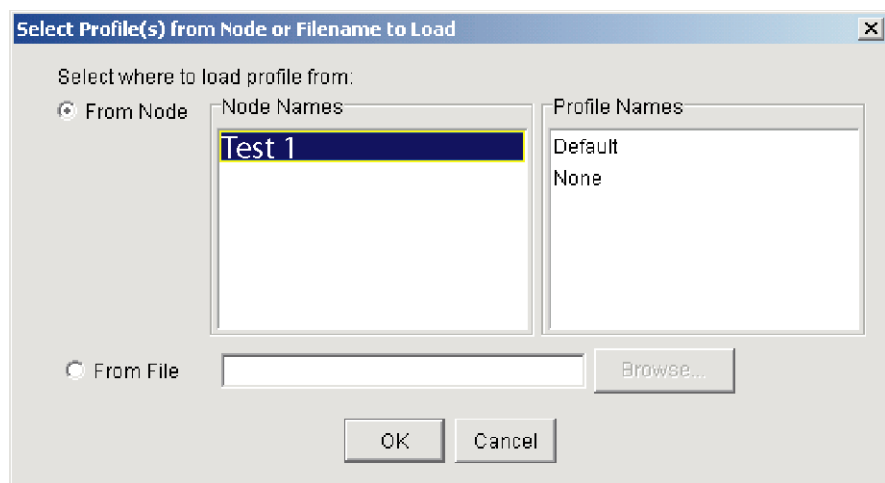 Select Profile(s) from Node or Filename to Load
Select where to load profile from:
From Node
Node Names
Test 1
Profile Names
Default
None
From File
Browse...
OK
Cancel